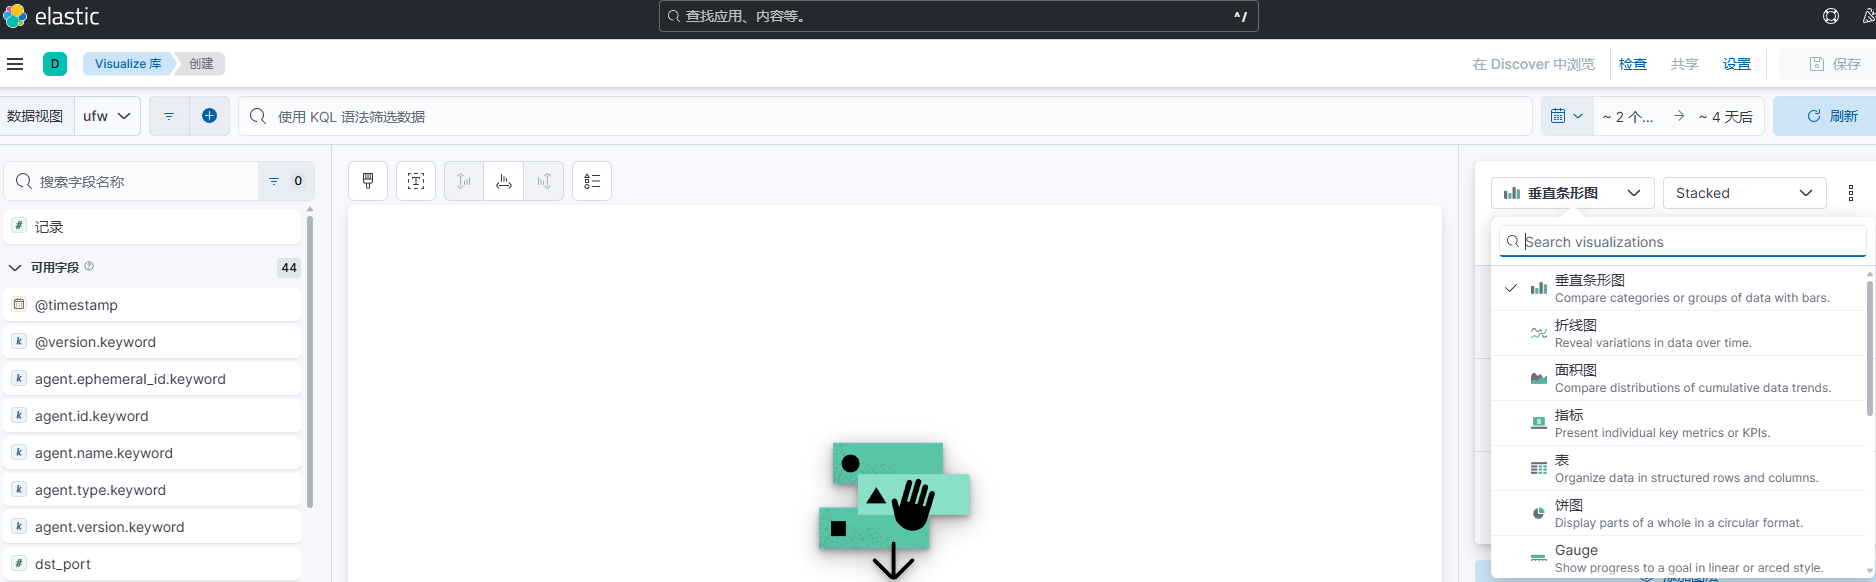 elastic
查找应用、内容等。
^/
D
Visualize 库
创建
在 Discover 中浏览
检查
共享
设置
保存
数据视图
ufw
使用 KQL 语法筛选数据
~ 2 个...
→
~ 4 天后
刷新
搜索字段名称
0
# 记录
可用字段
44
@timestamp
k @version.keyword
k agent.ephemeral_id.keyword
k agent.id.keyword
k agent.name.keyword
k agent.type.keyword
k agent.version.keyword
# dst_port
垂直条形图
Stacked
Search visualizations
垂直条形图
Compare categories or groups of data with bars.
折线图
Reveal variations in data over time.
面积图
Compare distributions of cumulative data trends.
指标
Present individual key metrics or KPIs.
表
Organize data in structured rows and columns.
饼图
Display parts of a whole in a circular format.
Gauge
Show progress to a goal in linear or arced style.